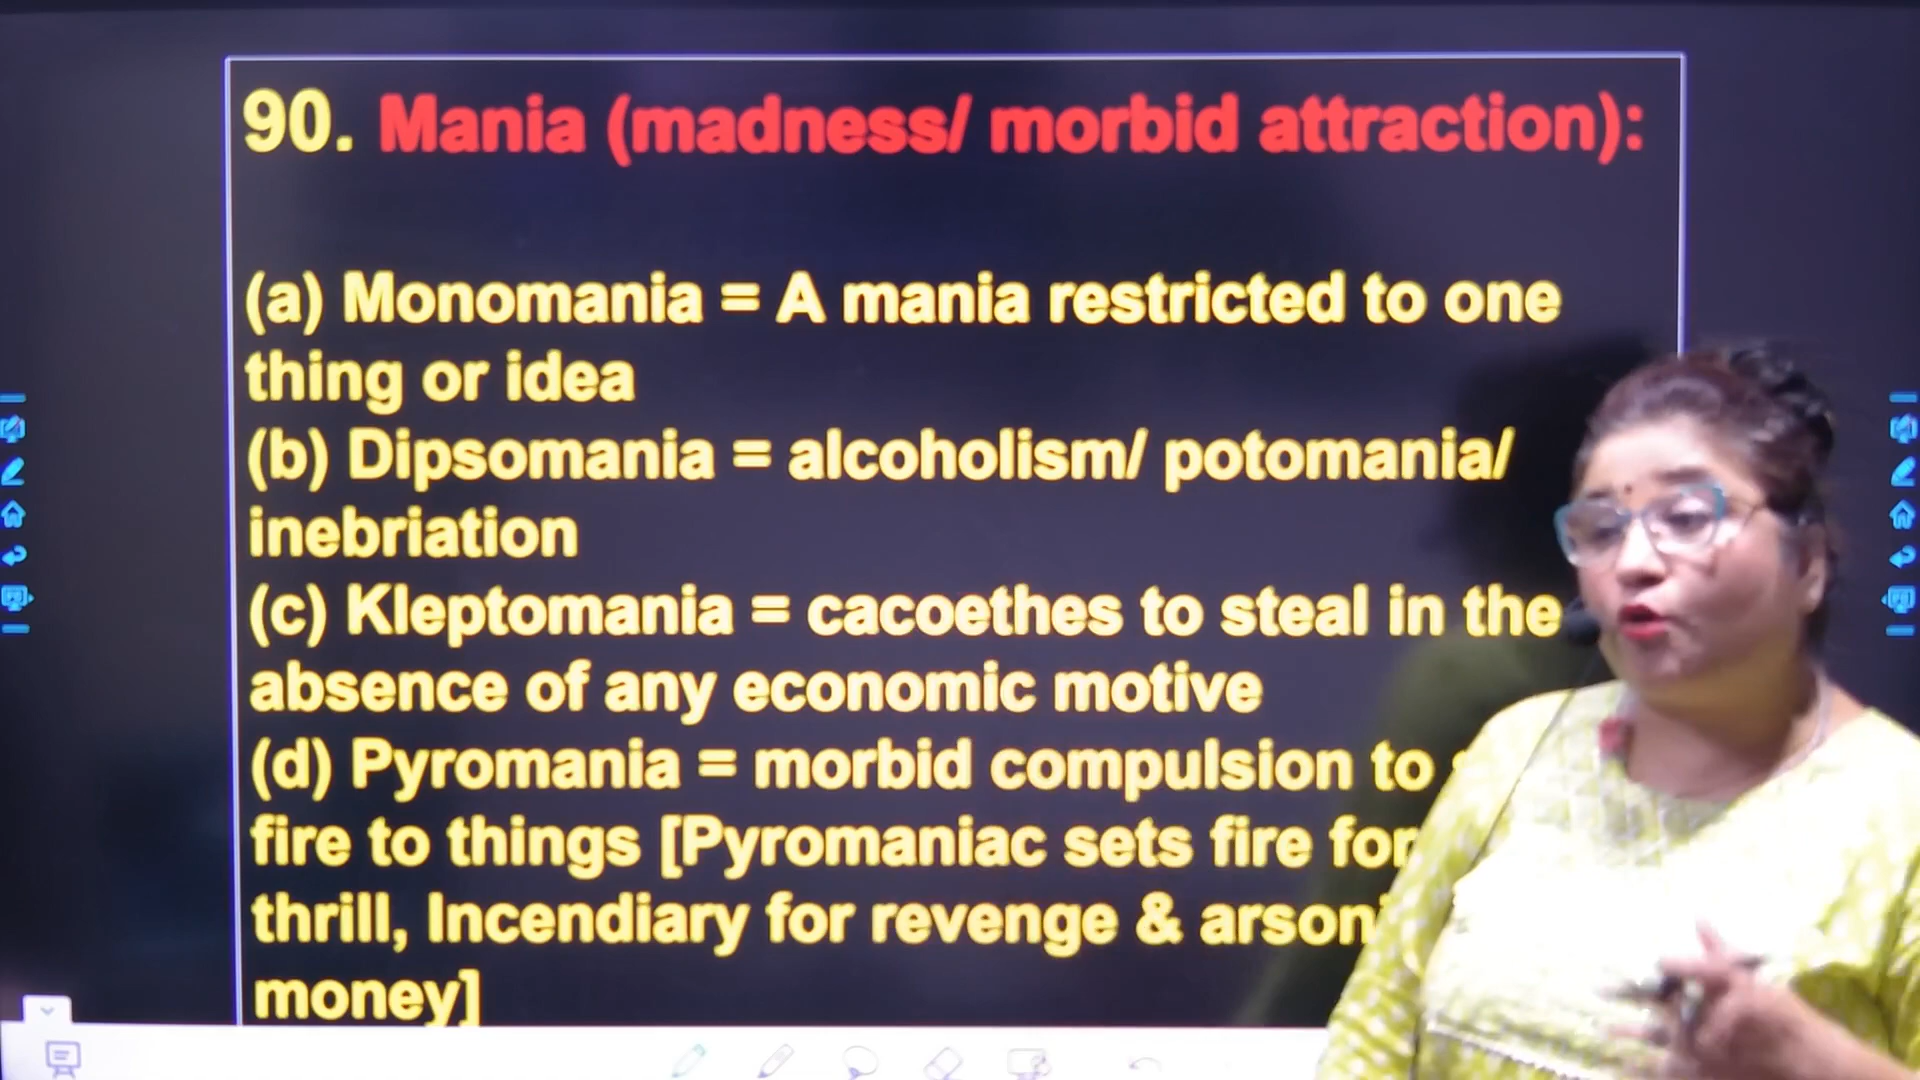 90. Mania (madness/ morbid attraction):
(a) Monomania = A mania restricted to one
thing or idea
(b) Dipsomania = alcoholism/ potomania/
inebriation
(c) Kleptomania = cacoethes to steal in the
absence of any economic motive
(d) Pyromania = morbid compulsion to
fire to things [Pyromaniac sets fire for
thrill, Incendiary for revenge &
money]